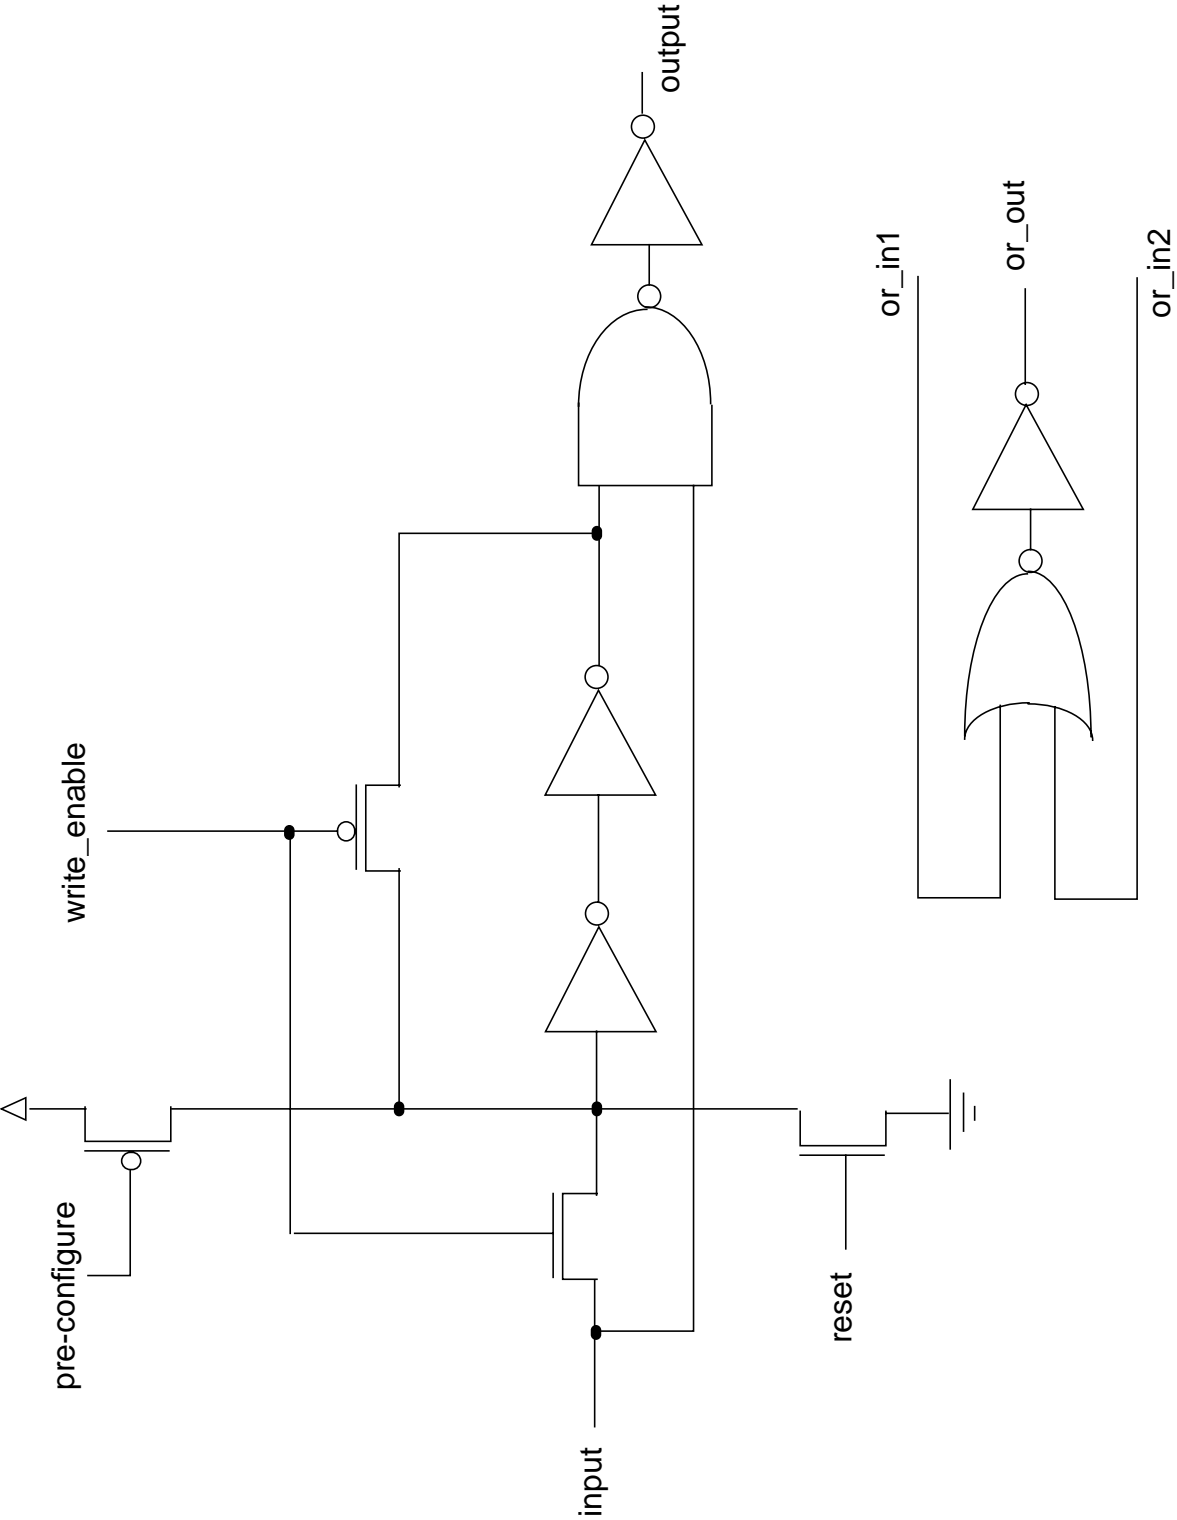 pre-configure
write_enable
input
reset
output
or_in1
or_out
or_in2